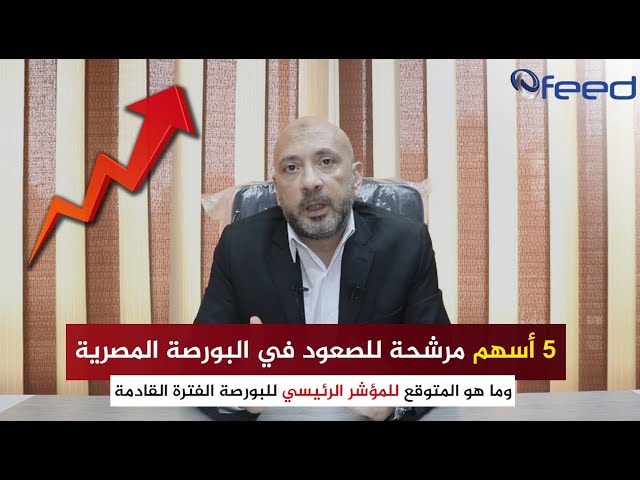 feed
5 أسهم مرشحة للصعود في البورصة المصرية
وما هو المتوقع للمؤشر الرئيسي للبورصة الفترة القادمة